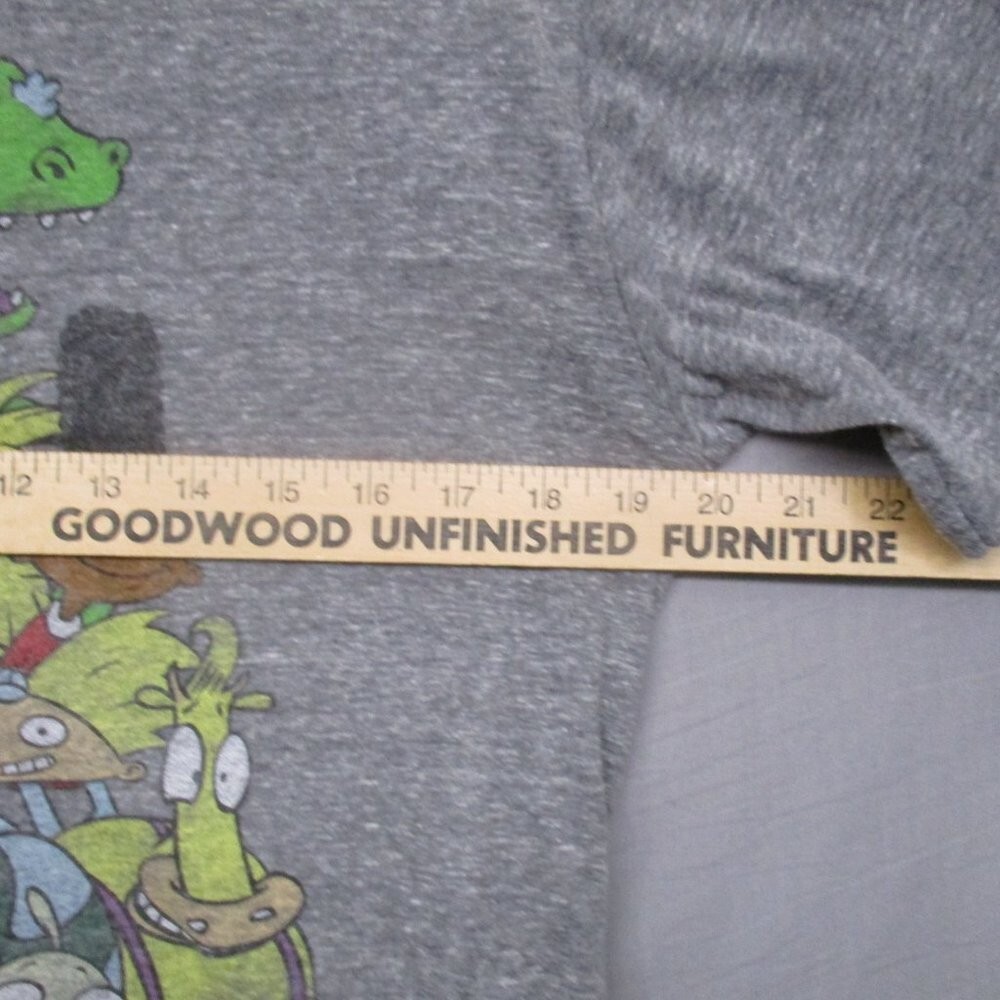 12 13 14 15 16 17 18 19 20 21 22
GOODWOOD UNFINISHED FURNITURE